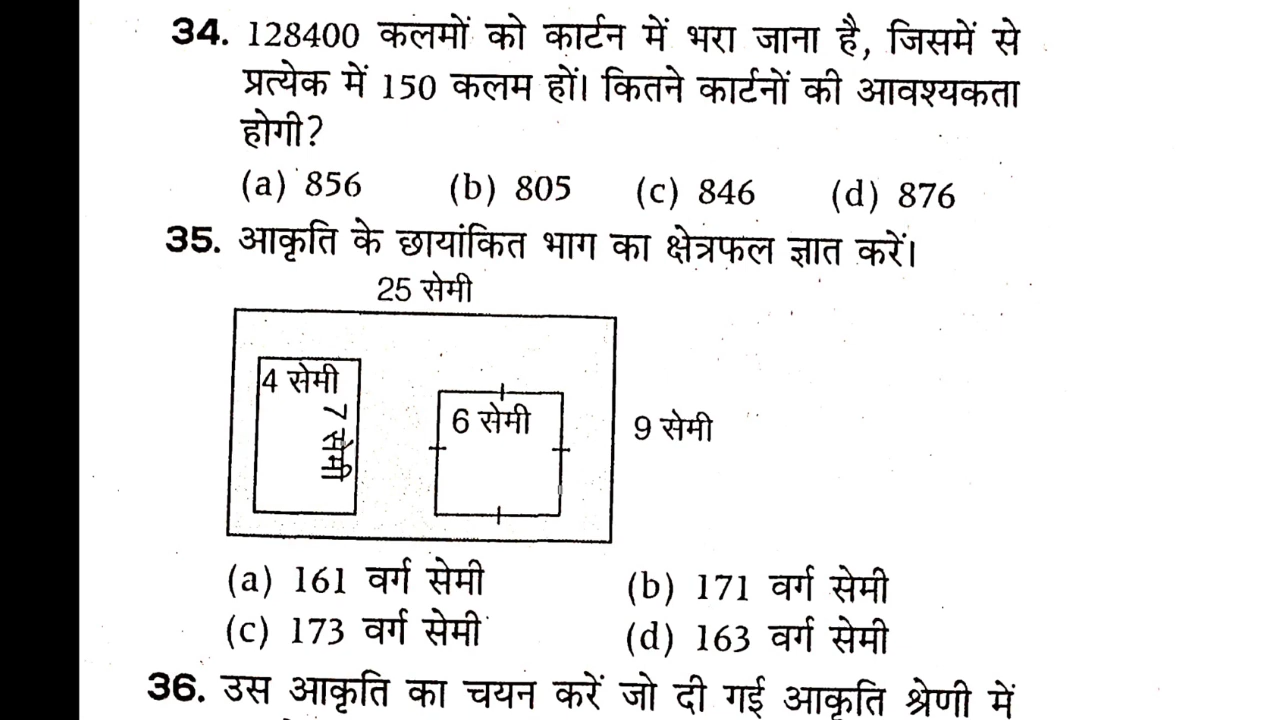 34. 128400 कलमों को कार्टन में भरा जाना है, जिसमें से
प्रत्येक में 150 कलम हों। कितने कार्टनों की आवश्यकता
होगी?
(a) 856 (b) 805 (c) 846 (d) 876
35. आकृति के छायांकित भाग का क्षेत्रफल ज्ञात करें।
25 सेमी
4 सेमी
7 सेमी
6 सेमी
9 सेमी
(a) 161 वर्ग सेमी (b) 171 वर्ग सेमी
(c) 173 वर्ग सेमी (d) 163 वर्ग सेमी
36. उस आकृति का चयन करें जो दी गई आकृति श्रेणी में